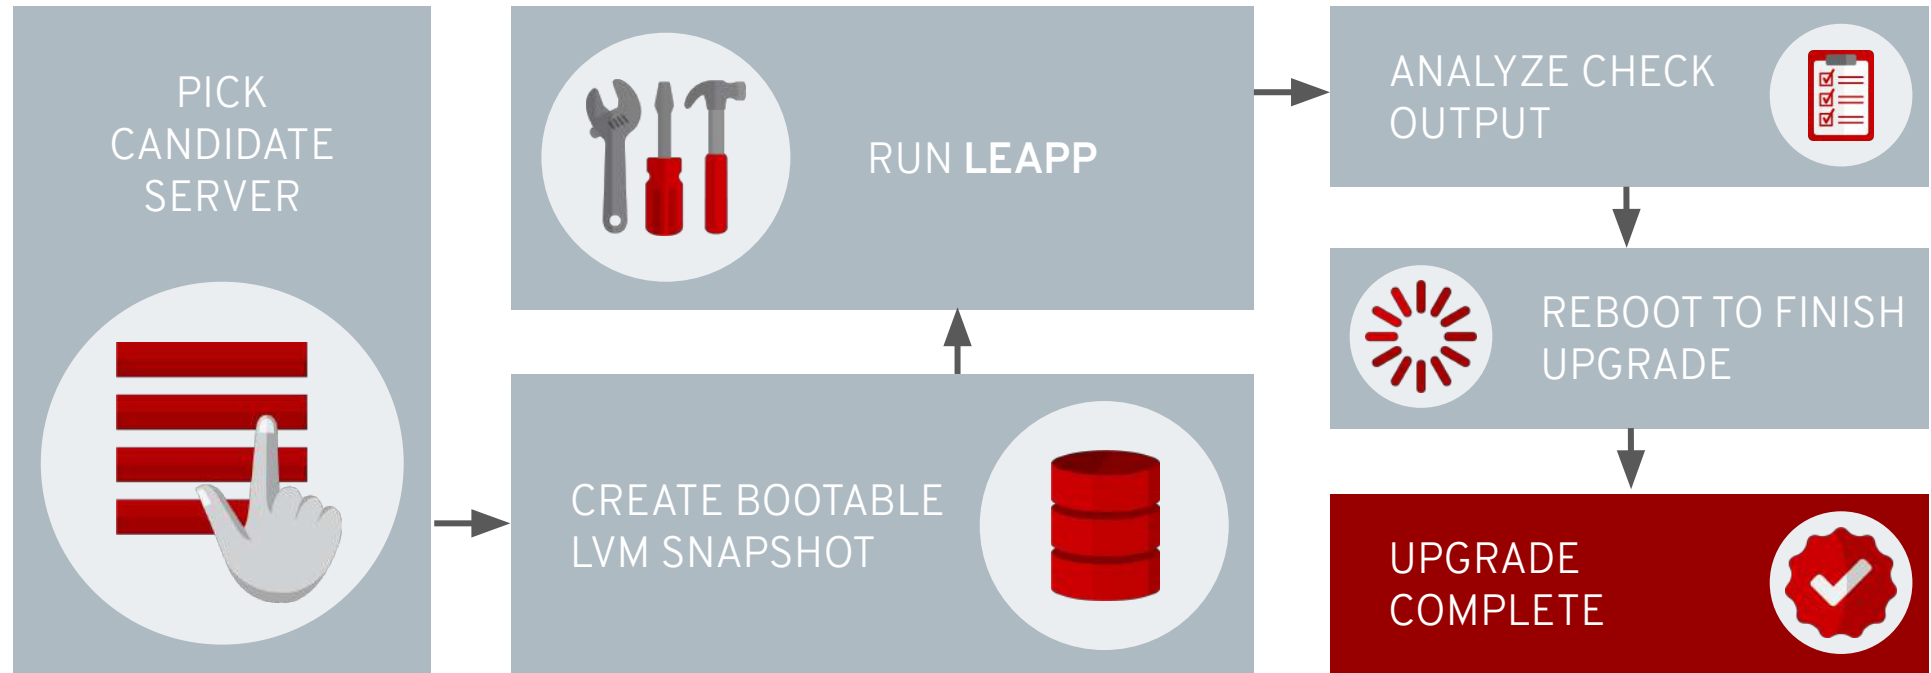 PICK
CANDIDATE
SERVER
CREATE BOOTABLE
LVM SNAPSHOT
RUN LEAPP
ANALYZE CHECK
OUTPUT
REBOOT TO FINISH
UPGRADE
UPGRADE
COMPLETE